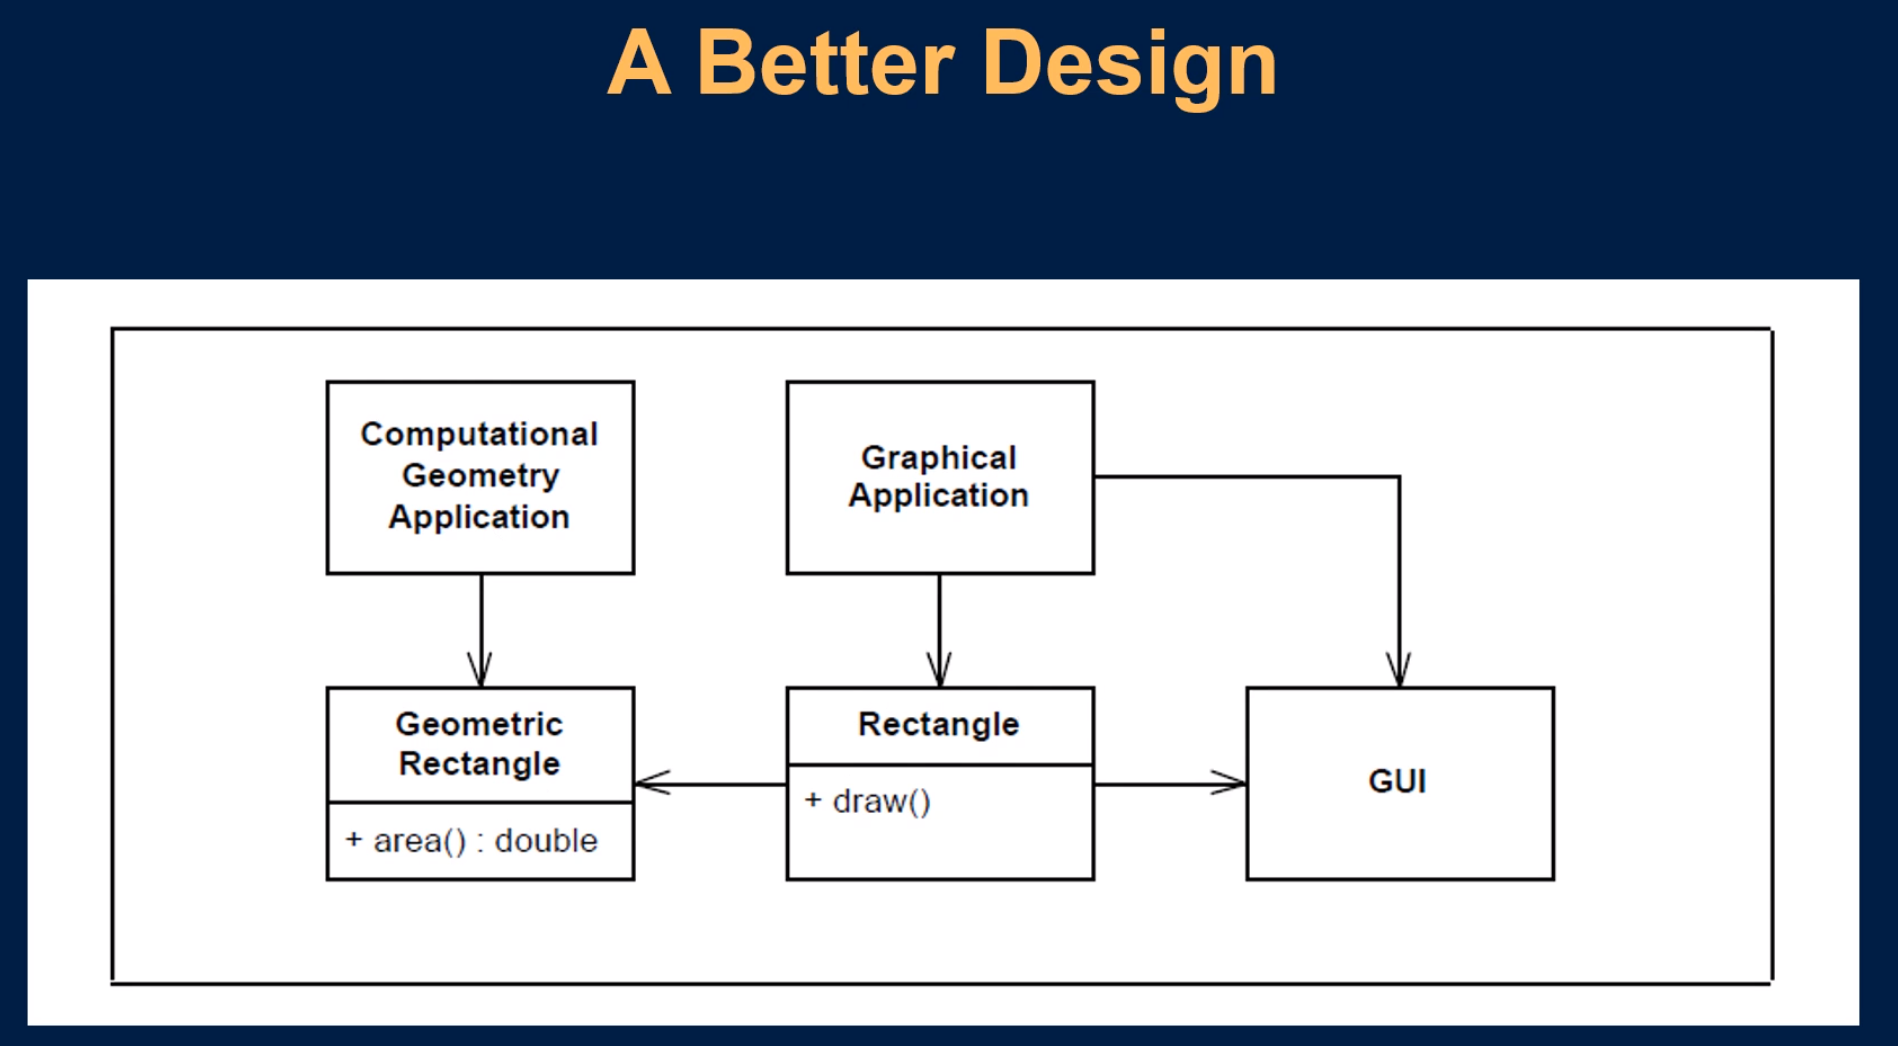 A Better Design
Computational
Geometry
Application
Graphical
Application
Geometric
Rectangle
+ area() : double
Rectangle
+ draw()
GUI